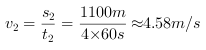 v₂ = s₂/t₂ = 1100m/4×60s ≈4.58m/s